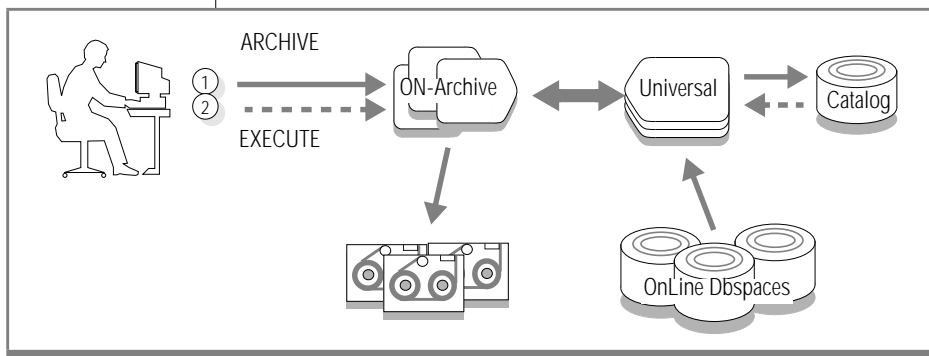 ARCHIVE
1
2
EXECUTE
ON-Archive
Universal
Catalog
OnLine Dbspaces